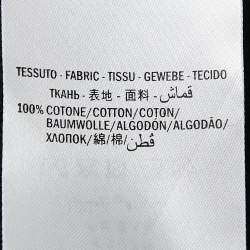 TESSUTO - FABRIC - TISSU - GEWEBE - TECIDO
ТКАНЬ - 表地 - 面料 - قماش
100% COTONE/COTTON/COTON/
BAUMWOLLE/ALGODÓN/ALGODÃO/
ХЛОПОК/綿/棉/قطن